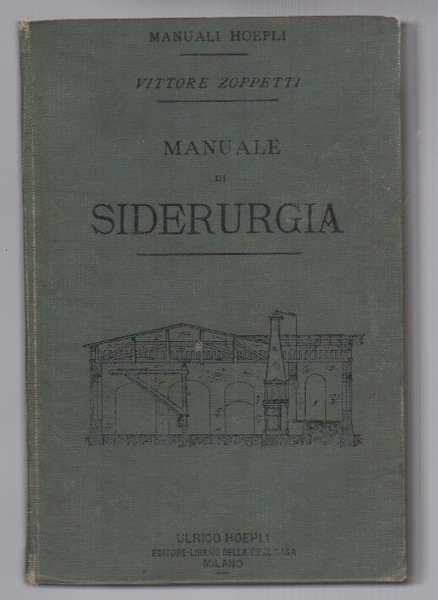 MANUALI HOEPLI
VITTORE ZOPPETTI
MANUALE
DI
SIDERURGIA
ULRICO HOEPLI
EDITORE-LIBRAIO DELLA REAL CASA
MILANO